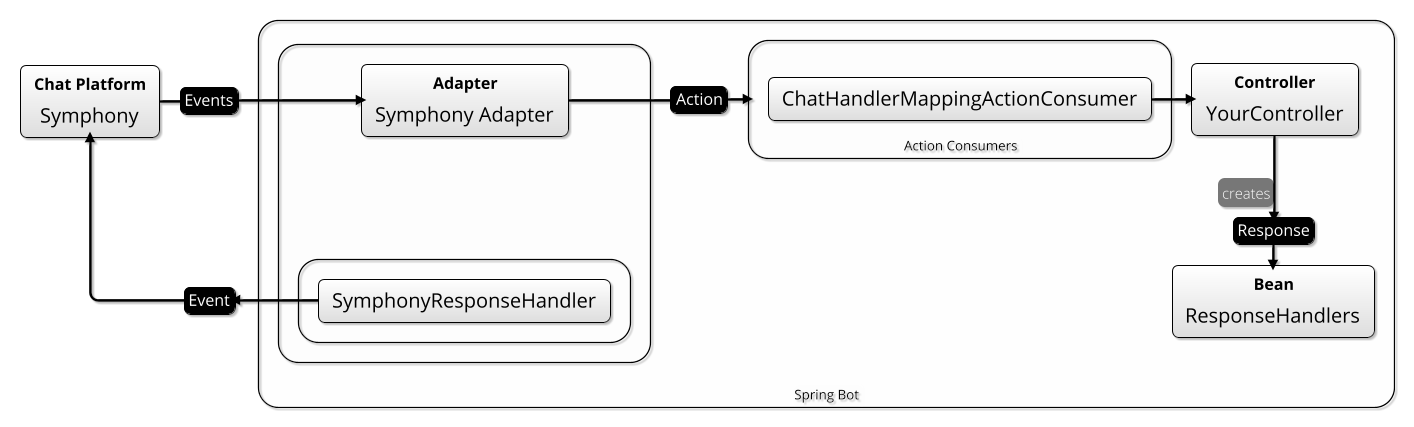 Chat Platform
Symphony
Events
Adapter
Symphony Adapter
Action
ChatHandlerMappingActionConsumer
Action Consumers
Controller
YourController
creates
Response
Bean
ResponseHandlers
SymphonyResponseHandler
Event
Spring Bot